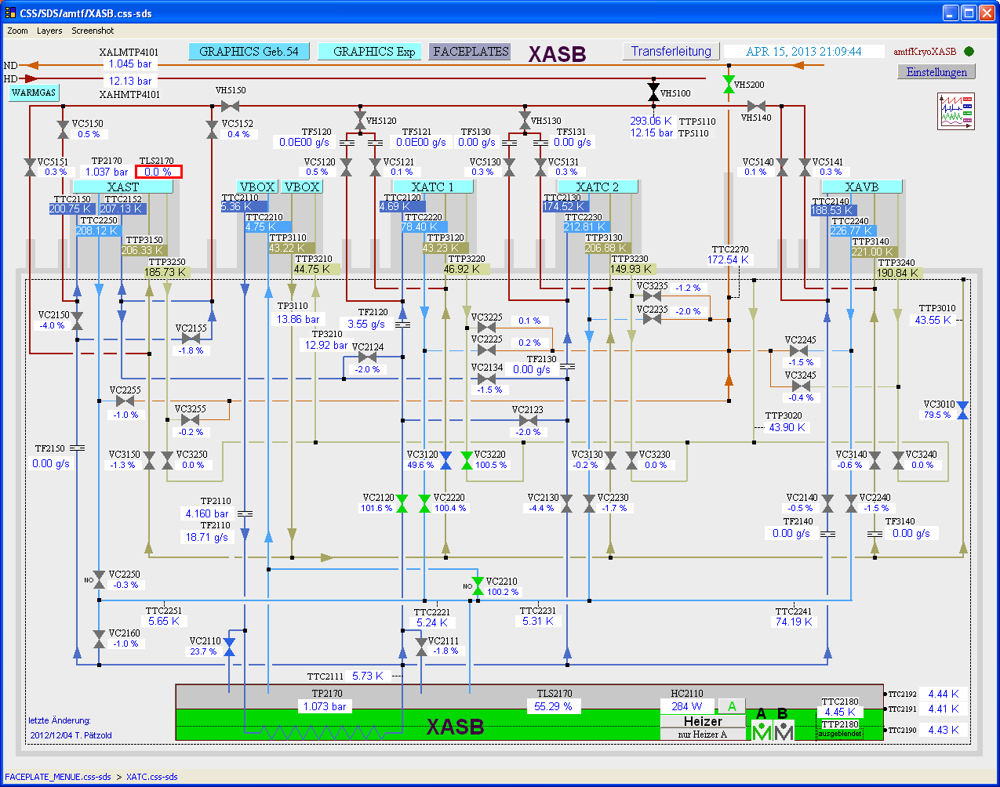 CSS/SDS/amtf/XASB.css-sds
Zoom Layers Screenshot
GRAPHICS Geb.54 GRAPHICS Exp FACEPLATES XASB Transferleitung APR 15, 2013 21:09:44 amtfKryoXASB
XALMTP4101
ND 1.045 bar
Einstellungen
HD 12.13 bar
XAHMTP4101
WARMGAS
VH5150 VH5100 VH5200
VH5120 VH5130 VH5140
VC5150 VC5152
0.5 % 0.4 %
293.06 K TTP5110
12.15 bar TP5110
TF5120 TF5121 TF5130 TF5131
0.0E00 g/s 0.0E00 g/s 0.00 g/s 0.00 g/s
VC5151 TP2170 TLS2170 VC5120 VC5121 VC5130 VC5131 VC5140 VC5141
0.3 % 1.037 bar 0.0 % 0.5 % 0.1 % 0.3 % 0.3 % 0.1 % 0.3 %
XAST VBOX VBOX XATC 1 XATC 2 XAVB
TTC2150 TTC2152 TTC2110 TTC2120 TTC2130 TTC2140
200.75 K 207.13 K 5.36 K 4.69 K 174.52 K 188.53 K
TTC2250 TTC2210 TTC2220 TTC2230 TTC2240
208.12 K 4.75 K 78.40 K 212.81 K 226.77 K
TTP3150 TTP3110 TTP3120 TTP3130 TTP3140
206.33 K 43.22 K 43.23 K 206.88 K 221.00 K
TTC2270
172.54 K
TTP3250 TTP3210 TTP3220 TTP3230 TTP3240
185.73 K 44.75 K 46.92 K 149.93 K 190.84 K
VC3235 -1.2 %
VC2235 -2.0 %
TP3110
13.86 bar
TTP3010
43.55 K
VC2150
-4.0 %
TF2120
3.55 g/s
VC3225 0.1 %
VC2155
-1.8 %
TP3210
12.92 bar
VC2225 0.2 %
VC2124
-2.0 %
VC2245
-1.5 %
TF2130
0.00 g/s
VC2134
-1.5 %
VC3245
-0.4 %
VC2255
-1.0 %
VC3255
-0.2 %
VC2123
-2.0 %
VC3010
79.5 %
TTP3020
43.90 K
TF2150
0.00 g/s
VC3150 VC3250 VC3120 VC3220 VC3130 VC3230 VC3140 VC3240
-1.3 % 0.0 % 49.6 % 100.5 % -0.2 % 0.0 % -0.6 % 0.0 %
TP2110
4.160 bar
VC2120 VC2220 VC2130 VC2230 VC2140 VC2240
101.6 % 100.4 % -4.4 % -1.7 % -0.5 % -1.5 %
TF2110
18.71 g/s
TF2140 TF3140
0.00 g/s 0.00 g/s
NO VC2250
-0.3 %
NO VC2210
100.2 %
TTC2251 TTC2221 TTC2231 TTC2241
5.65 K 5.24 K 5.31 K 74.19 K
VC2160
-1.0 %
VC2110
23.7 %
VC2111
-1.8 %
TTC2111 5.73 K
TP2170 TLS2170 HC2110
1.073 bar 55.29 % 284 W A
TTC2180
4.45 K
TTC2192 4.44 K
TTC2191 4.41 K
TTC2190 4.43 K
XASB
Heizer
nur Heizer A
A B
TTP2180
ausgeblendet
letzte Änderung:
2012/12/04 T. Pätzold
FACEPLATE_MENUE.css-sds > XATC.css-sds